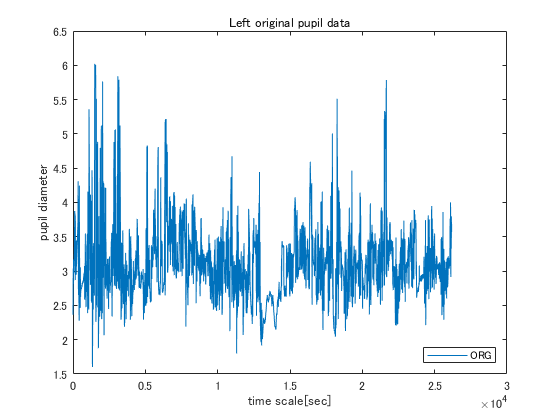 Left original pupil data
pupil diameter
6.5
6
5.5
5
4.5
4
3.5
3
2.5
2
1.5
0 0.5 1 1.5 2 2.5 3
×10^4
time scale[sec]
ORG